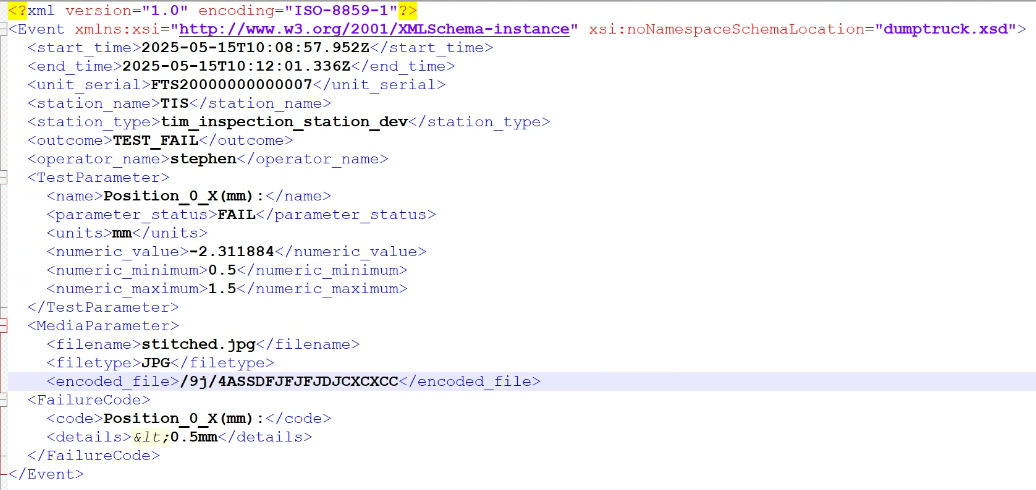 <?xml version="1.0" encoding="ISO-8859-1"?>
<Event xmlns:xsi="http://www.w3.org/2001/XMLSchema-instance" xsi:noNamespaceSchemaLocation="dumptruck.xsd">
<start_time>2025-05-15T10:08:57.952Z</start_time>
<end_time>2025-05-15T10:12:01.336Z</end_time>
<unit_serial>FTS20000000000007</unit_serial>
<station_name>TIS</station_name>
<station_type>tim_inspection_station_dev</station_type>
<outcome>TEST_FAIL</outcome>
<operator_name>stephen</operator_name>
<TestParameter>
<name>Position_0_X(mm):</name>
<parameter_status>FAIL</parameter_status>
<units>mm</units>
<numeric_value>-2.311884</numeric_value>
<numeric_minimum>0.5</numeric_minimum>
<numeric_maximum>1.5</numeric_maximum>
</TestParameter>
<MediaParameter>
<filename>stitched.jpg</filename>
<filetype>JPG</filetype>
<encoded_file>/9j/4ASSDFJFJFJDJCXCXCC</encoded_file>
<FailureCode>
<code>Position_0_X(mm):</code>
<details>&lt;0.5mm</details>
</FailureCode>
</Event>